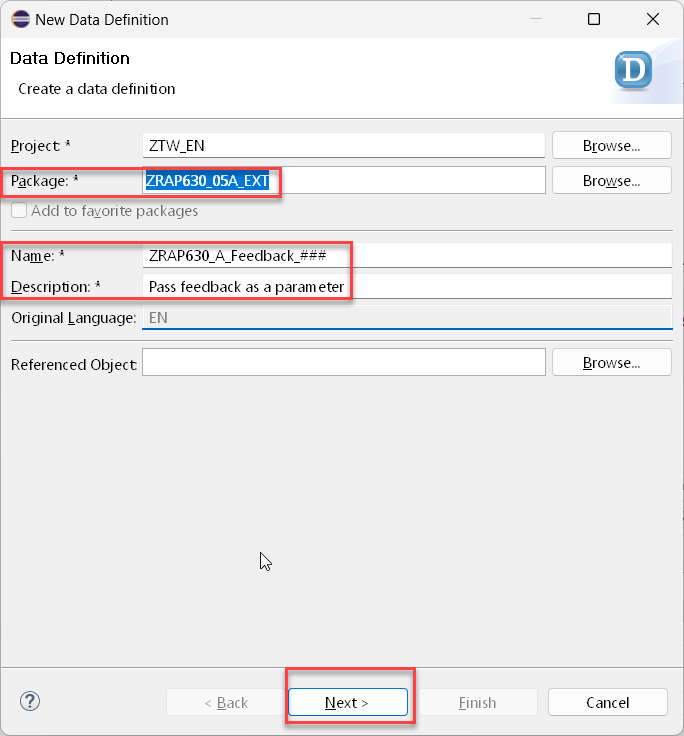 New Data Definition
Data Definition
Create a data definition
D
Project: * ZTW_EN Browse...
Package: * ZRAP630_05A_EXT Browse...
Add to favorite packages
Name: * ZRAP630_A_Feedback_###
Description: * Pass feedback as a parameter
Original Language: EN
Referenced Object: Browse...
? < Back Next > Finish Cancel